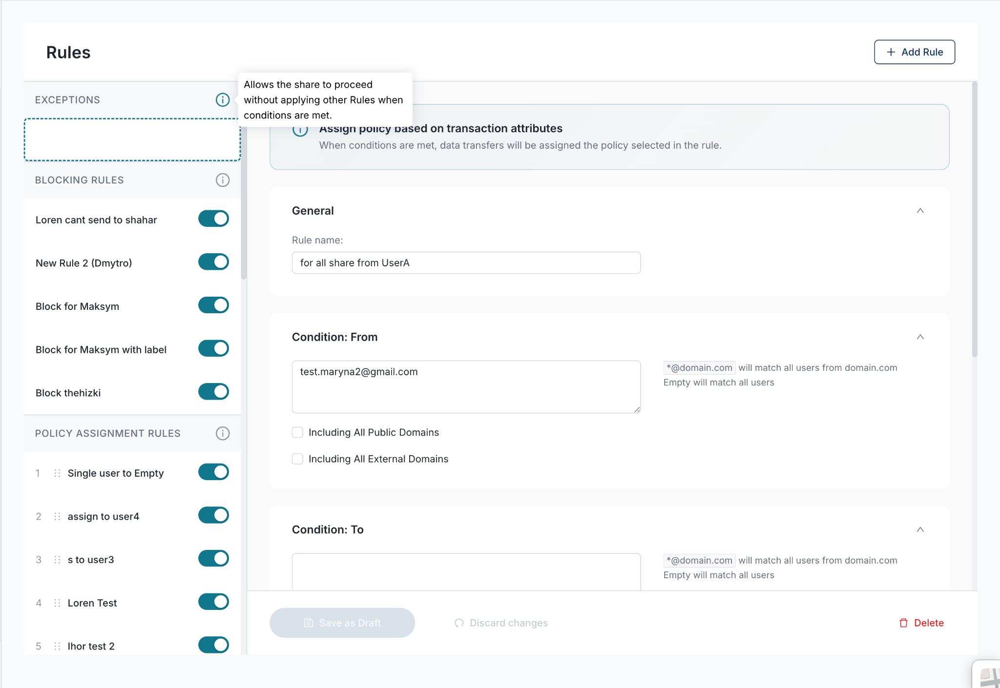 Rules
+ Add Rule
EXCEPTIONS
Allows the share to proceed
without applying other Rules when
conditions are met.
BLOCKING RULES
Loren cant send to shahar
New Rule 2 (Dmytro)
Block for Maksym
Block for Maksym with label
Block thehizki
POLICY ASSIGNMENT RULES
1 Single user to Empty
2 assign to user4
3 s to user3
4 Loren Test
5 Ihor test 2
Assign policy based on transaction attributes
When conditions are met, data transfers will be assigned the policy selected in the rule.
General
Rule name:
for all share from UserA
Condition: From
test.maryna2@gmail.com
*@domain.com will match all users from domain.com
Empty will match all users
Including All Public Domains
Including All External Domains
Condition: To
*@domain.com will match all users from domain.com
Empty will match all users
Save as Draft
Discard changes
Delete